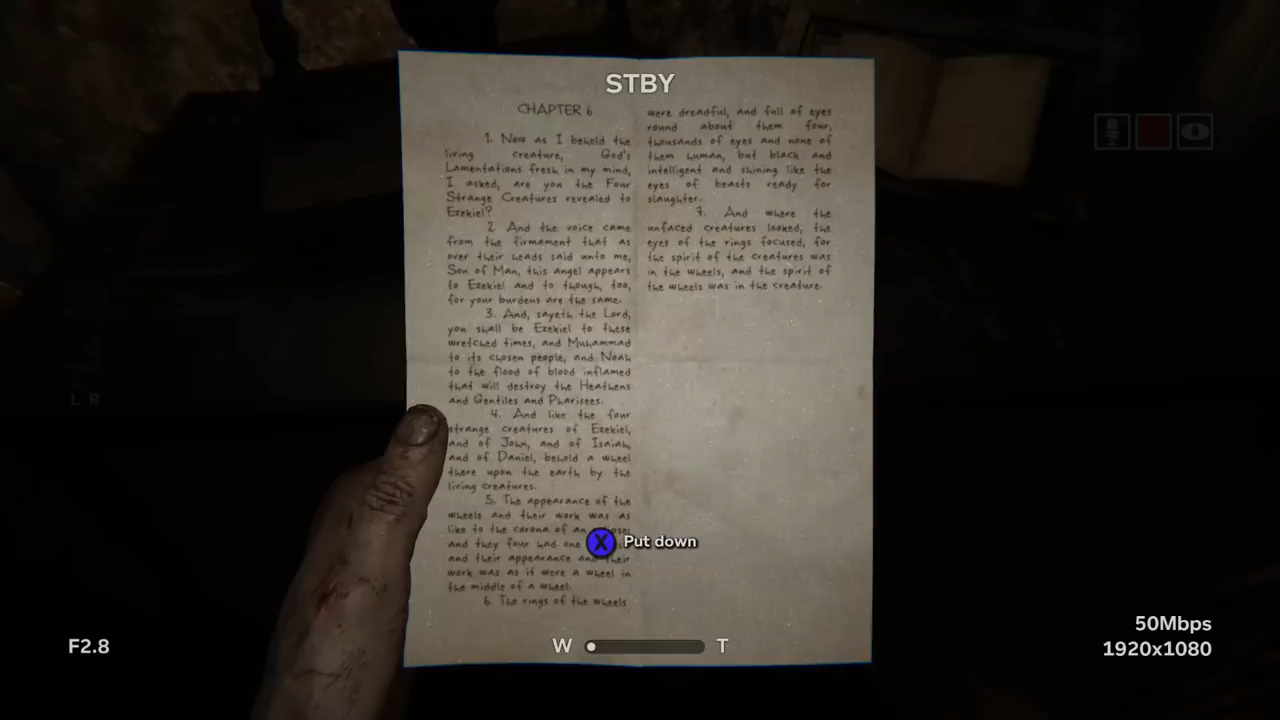 STBY
CHAPTER 6
1. Now as I beheld the
living creature, God's
Lamentations fresh in my mind,
I asked, are you the Four
Strange Creatures revealed to
Ezekiel?
2. And the voice came
from the firmament that as
over their heads said unto me,
Son of Man, this angel appears
to Ezekiel and to though, too,
for your burdens are the same.
3. And, sayeth the Lord,
you shall be Ezekiel to these
wretched times, and Muhammad
to its chosen people, and Noah
to the flood of blood inflamed
that will destroy the Heathens
and Gentiles and Pharisees.
4. And like the four
strange creatures of Ezekiel,
and of John, and of Isaiah,
and of Daniel, behold a wheel
there upon the earth by the
living creatures.
5. The appearance of the
wheels and their work was as
like to the corona of an
and they four had one
and their appearance and their
work was as if were a wheel in
the middle of a wheel.
6. The rings of the wheels
were dreadful, and full of eyes
round about them four,
thousands of eyes and none of
them human, but black and
intelligent and shining like the
eyes of beasts ready for
slaughter.
7. And where the
unfaced creatures looked, the
eyes of the rings focused, for
the spirit of the creatures was
in the wheels, and the spirit of
the wheels was in the creature.
X Put down
L R
F2.8
W T
50Mbps
1920x1080